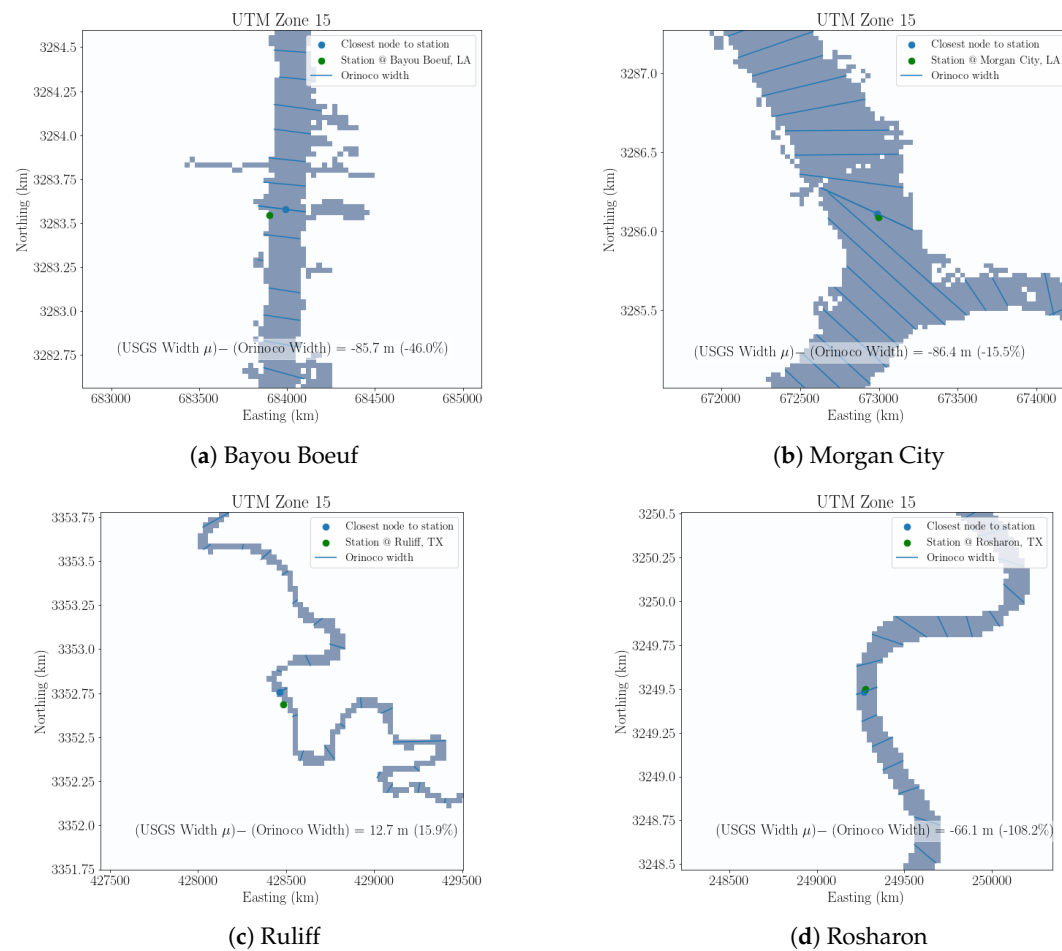 UTM Zone 15
Closest node to station
Station @ Bayou Boeuf, LA
Orinoco width
3284.5
3284.25
3284.0
3283.75
3283.5
3283.25
3283.0
3282.75
Northing (km)
(USGS Width μ)− (Orinoco Width) = -85.7 m (-46.0%)
683000
683500
684000
684500
685000
Easting (km)
(a) Bayou Boeuf
UTM Zone 15
Closest node to station
Station @ Morgan City, LA
Orinoco width
3287.0
3286.5
3286.0
3285.5
Northing (km)
(USGS Width μ)− (Orinoco Width) = -86.4 m (-15.5%)
672000
672500
673000
673500
674000
Easting (km)
(b) Morgan City
UTM Zone 15
Closest node to station
Station @ Ruliff, TX
Orinoco width
3353.75
3353.5
3353.25
3353.0
3352.75
3352.5
3352.25
3352.0
3351.75
Northing (km)
(USGS Width μ)− (Orinoco Width) = 12.7 m (15.9%)
427500
428000
428500
429000
429500
Easting (km)
(c) Ruliff
UTM Zone 15
Closest node to station
Station @ Rosharon, TX
Orinoco width
3250.5
3250.25
3250.0
3249.75
3249.5
3249.25
3249.0
3248.75
3248.5
Northing (km)
(USGS Width μ)− (Orinoco Width) = -66.1 m (-108.2%)
248500
249000
249500
250000
Easting (km)
(d) Rosharon